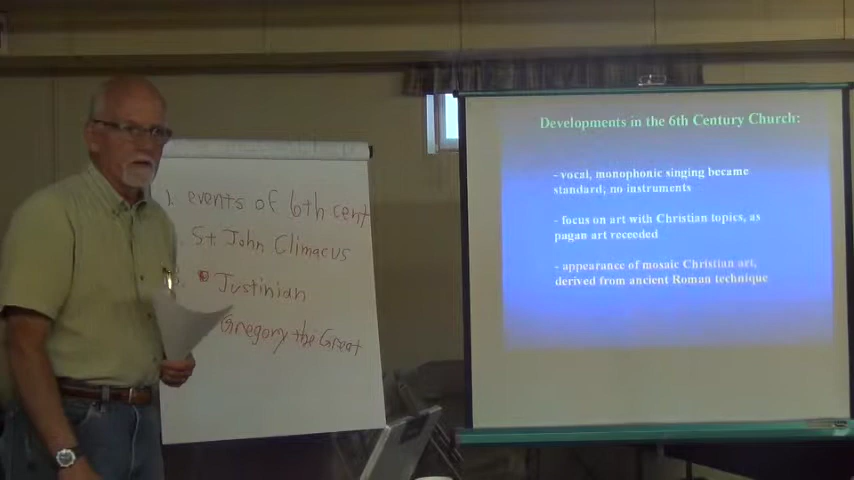 1. events of 6th cent
St. John Climacus
Justinian
Gregory the Great
Developments in the 6th Century Church:
- vocal, monophonic singing became
standard, no instruments
- focus on art with Christian topics, as
pagan art receeded
- appearance of mosaic Christian art,
derived from ancient Roman technique